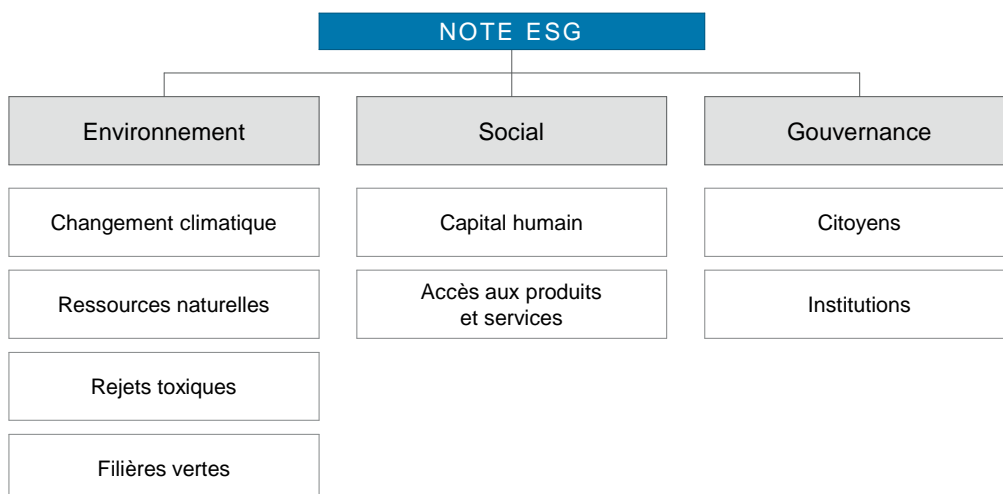 NOTE ESG
Environnement
Social
Gouvernance
Changement climatique
Capital humain
Citoyens
Ressources naturelles
Accès aux produits
et services
Institutions
Rejets toxiques
Filières vertes